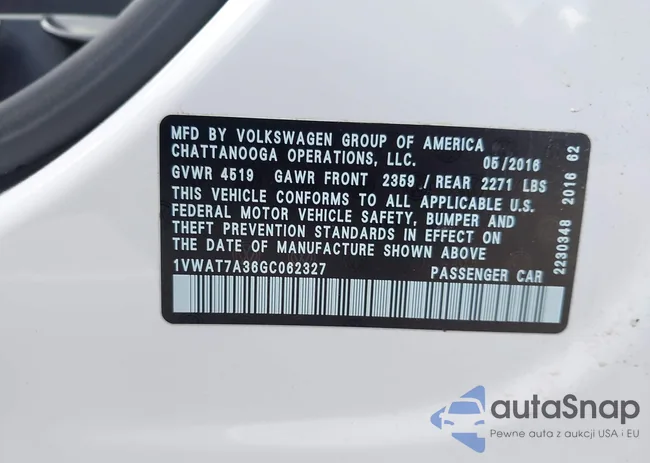 MFD BY VOLKSWAGEN GROUP OF AMERICA
CHATTANOOGA OPERATIONS, LLC. 05/2016
GVWR 4519 GAWR FRONT 2359 / REAR 2271 LBS
THIS VEHICLE CONFORMS TO ALL APPLICABLE U.S.
FEDERAL MOTOR VEHICLE SAFETY, BUMPER AND
THEFT PREVENTION STANDARDS IN EFFECT ON
THE DATE OF MANUFACTURE SHOWN ABOVE
1VWAT7A36GC062327 PASSENGER CAR
2230348 2016 62
autaSnap
Pewne auta z aukcji USA i EU